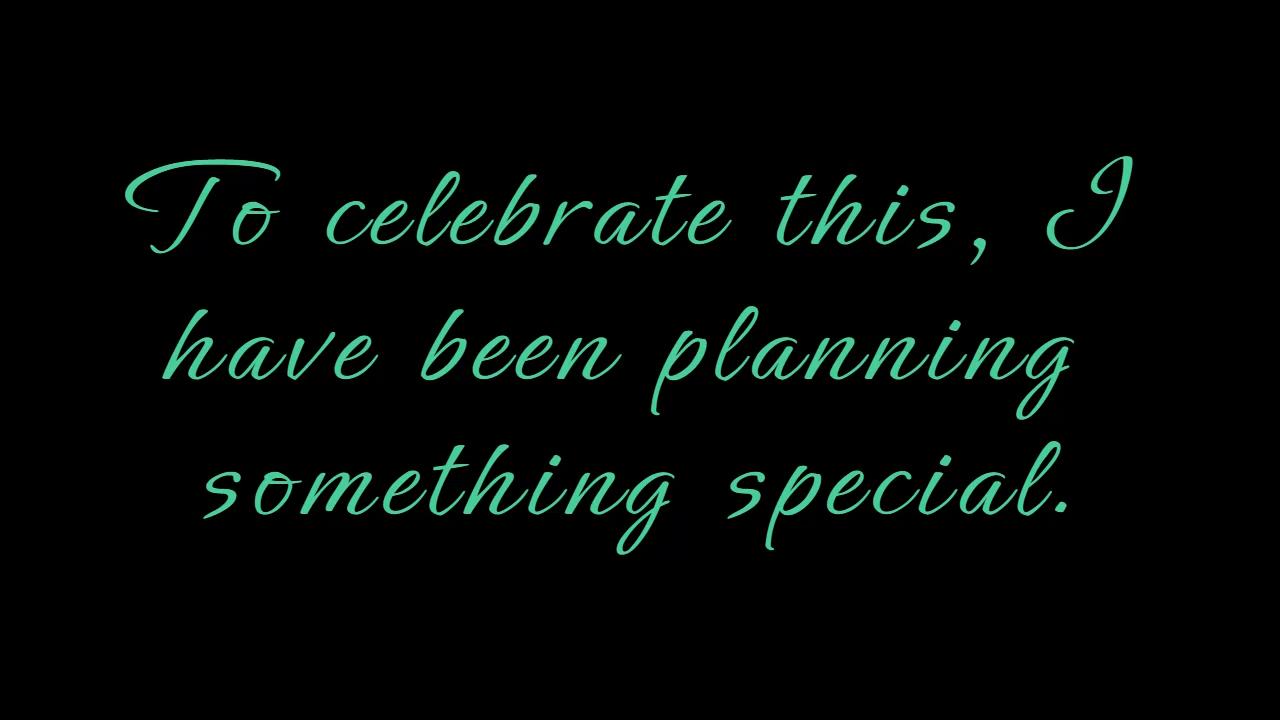 To celebrate this, I
have been planning
something special.